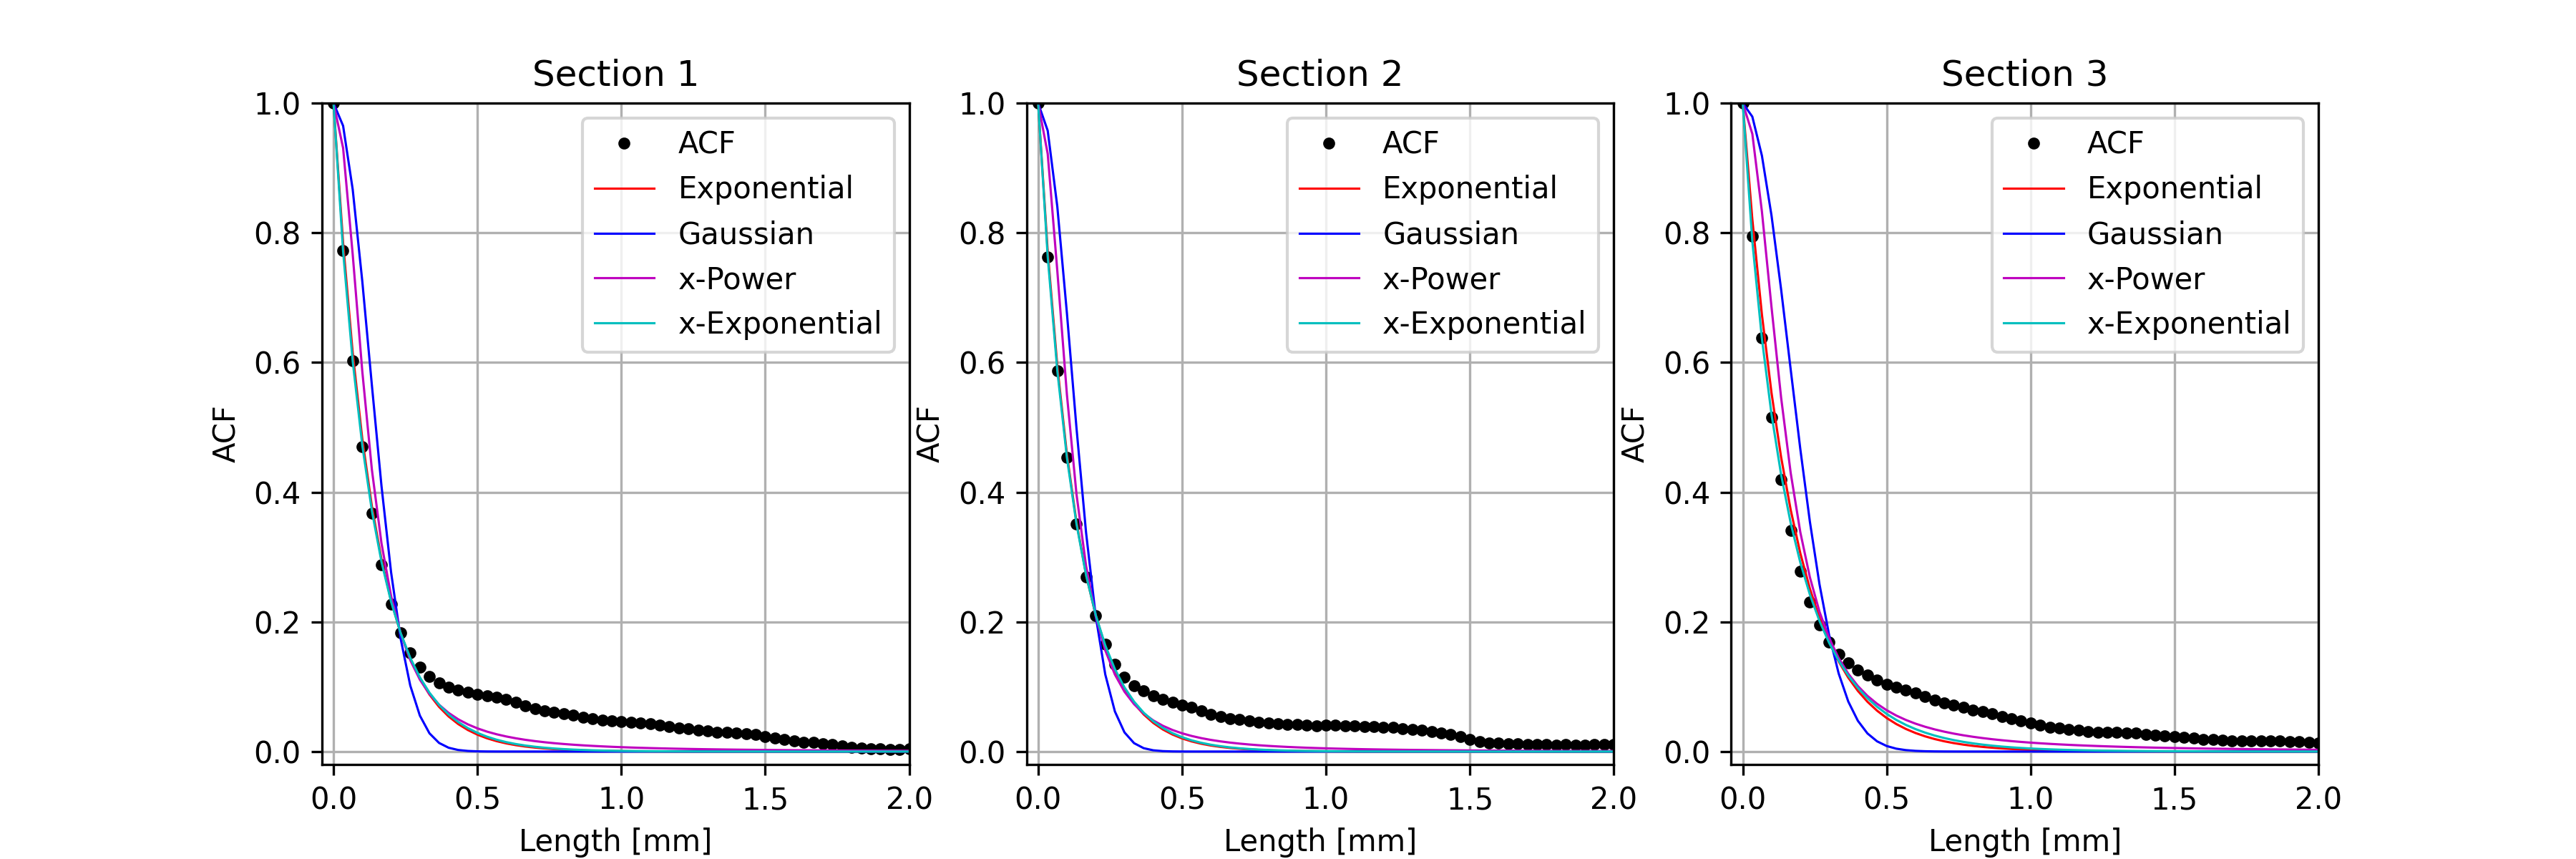 Section 1
1.0
0.8
0.6
0.4
0.2
0.0
ACF
ACF
Exponential
Gaussian
x-Power
x-Exponential
0.0 0.5 1.0 1.5 2.0
Length [mm]
Section 2
1.0
0.8
0.6
0.4
0.2
0.0
ACF
ACF
Exponential
Gaussian
x-Power
x-Exponential
0.0 0.5 1.0 1.5 2.0
Length [mm]
Section 3
1.0
0.8
0.6
0.4
0.2
0.0
ACF
ACF
Exponential
Gaussian
x-Power
x-Exponential
0.0 0.5 1.0 1.5 2.0
Length [mm]